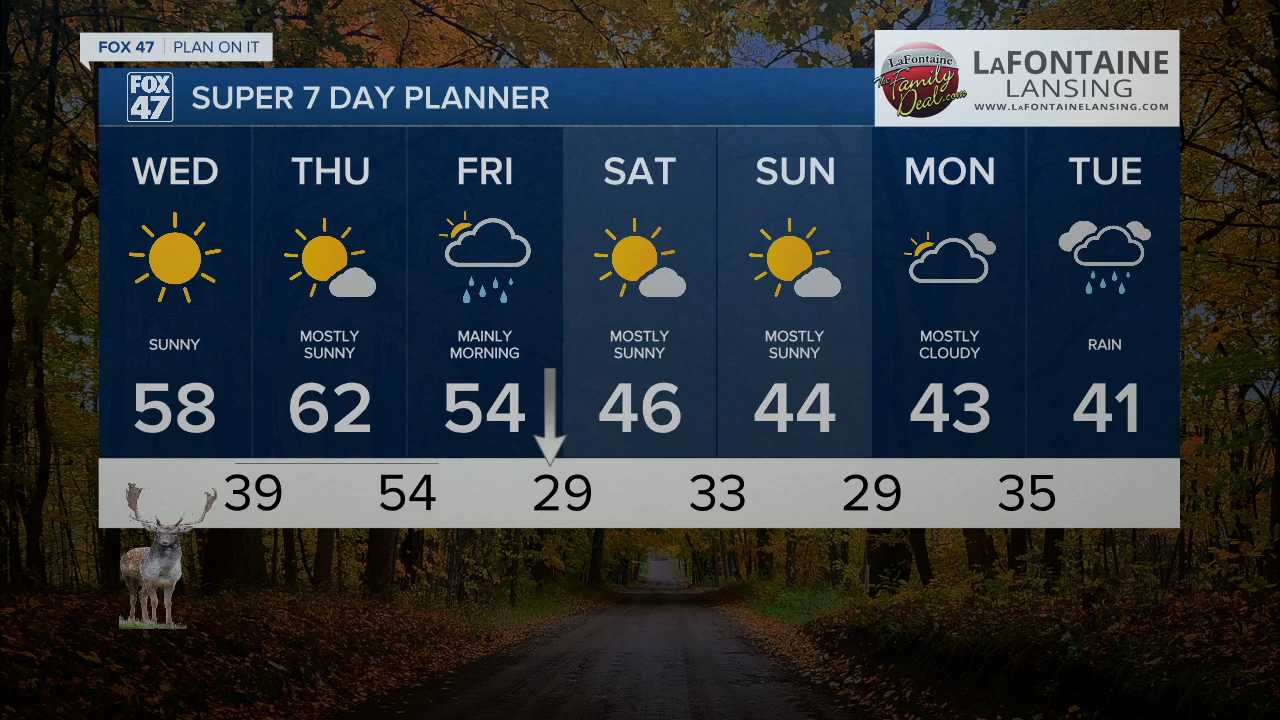 FOX 47 | PLAN ON IT
FOX 47
SUPER 7 DAY PLANNER
LaFontaine
The Family
Deal.com
LAFONTAINE
LANSING
WWW.LAFONTAINELANSING.COM
WED THU FRI SAT SUN MON TUE
SUNNY
MOSTLY
SUNNY
MAINLY
MORNING
MOSTLY
SUNNY
MOSTLY
SUNNY
MOSTLY
CLOUDY
RAIN
58 62 54 46 44 43 41
39 54 29 33 29 35